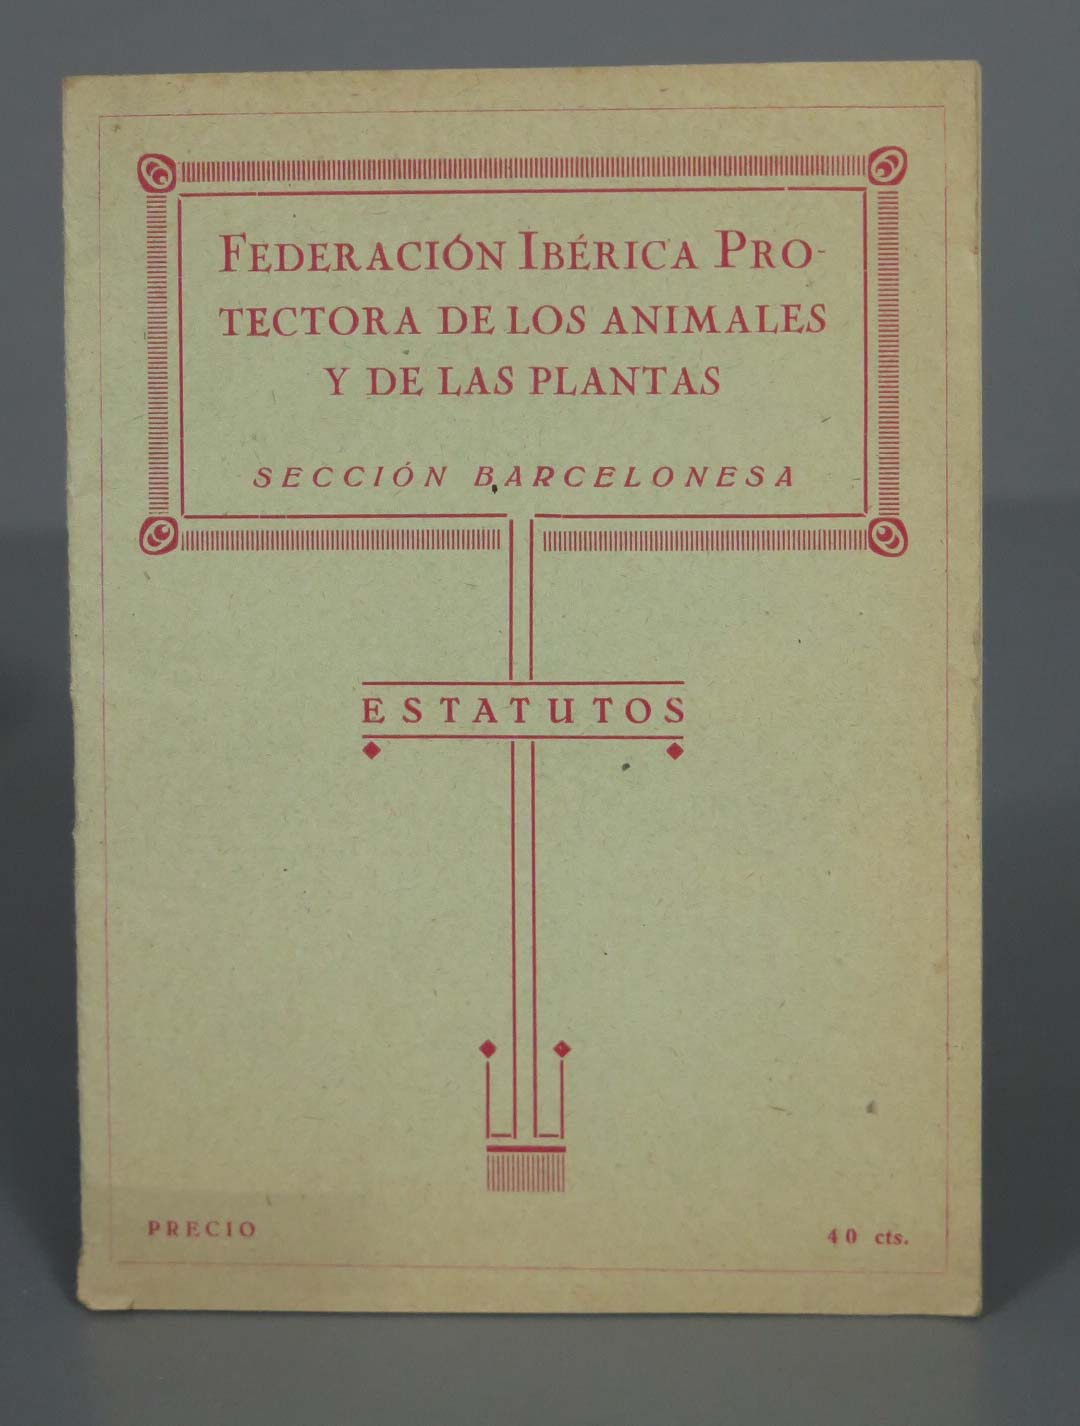 FEDERACIÓN IBÉRICA PRO-
TECTORA DE LOS ANIMALES
Y DE LAS PLANTAS
SECCIÓN BARCELONESA
ESTATUTOS
PRECIO
40 cts.